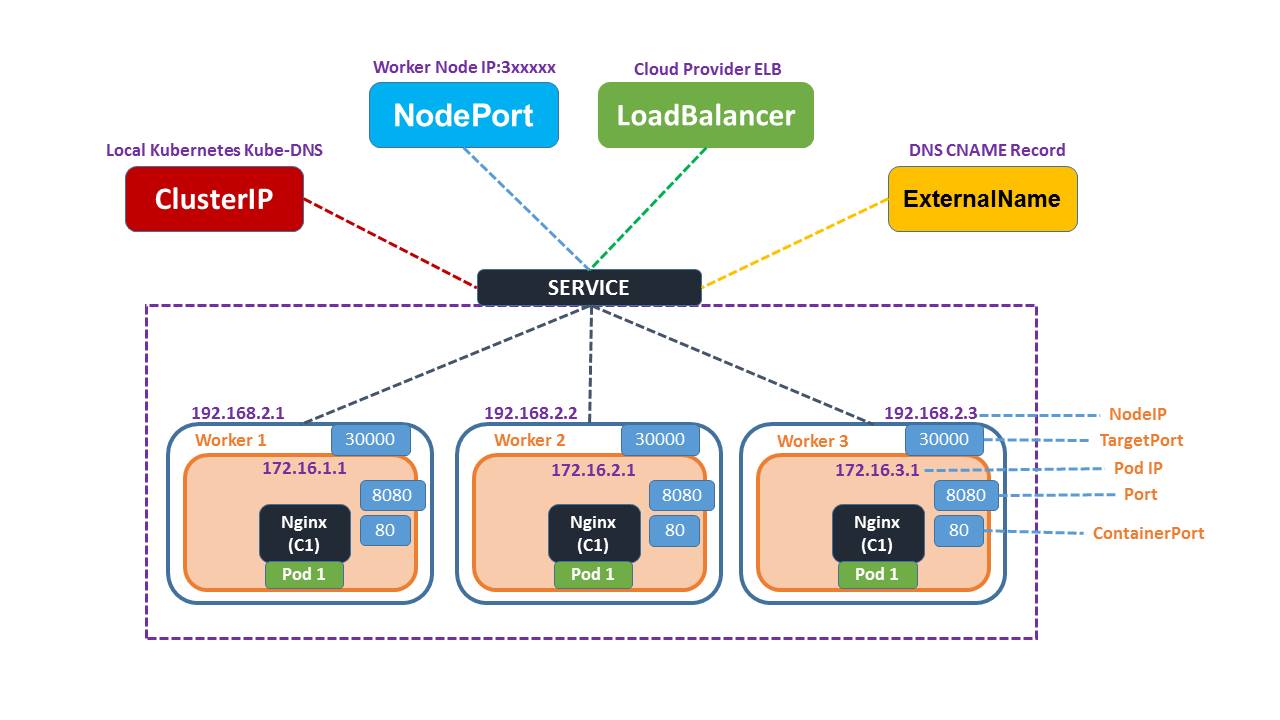 Worker Node IP:3xxxxx
Cloud Provider ELB
NodePort
LoadBalancer
Local Kubernetes Kube-DNS
DNS CNAME Record
ClusterIP
ExternalName
SERVICE
192.168.2.1
192.168.2.2
192.168.2.3
NodeIP
Worker 1
30000
Worker 2
30000
Worker 3
30000
TargetPort
172.16.1.1
172.16.2.1
172.16.3.1
Pod IP
8080
8080
8080
Port
Nginx
(C1)
80
Nginx
(C1)
80
Nginx
(C1)
80
ContainerPort
Pod 1
Pod 1
Pod 1